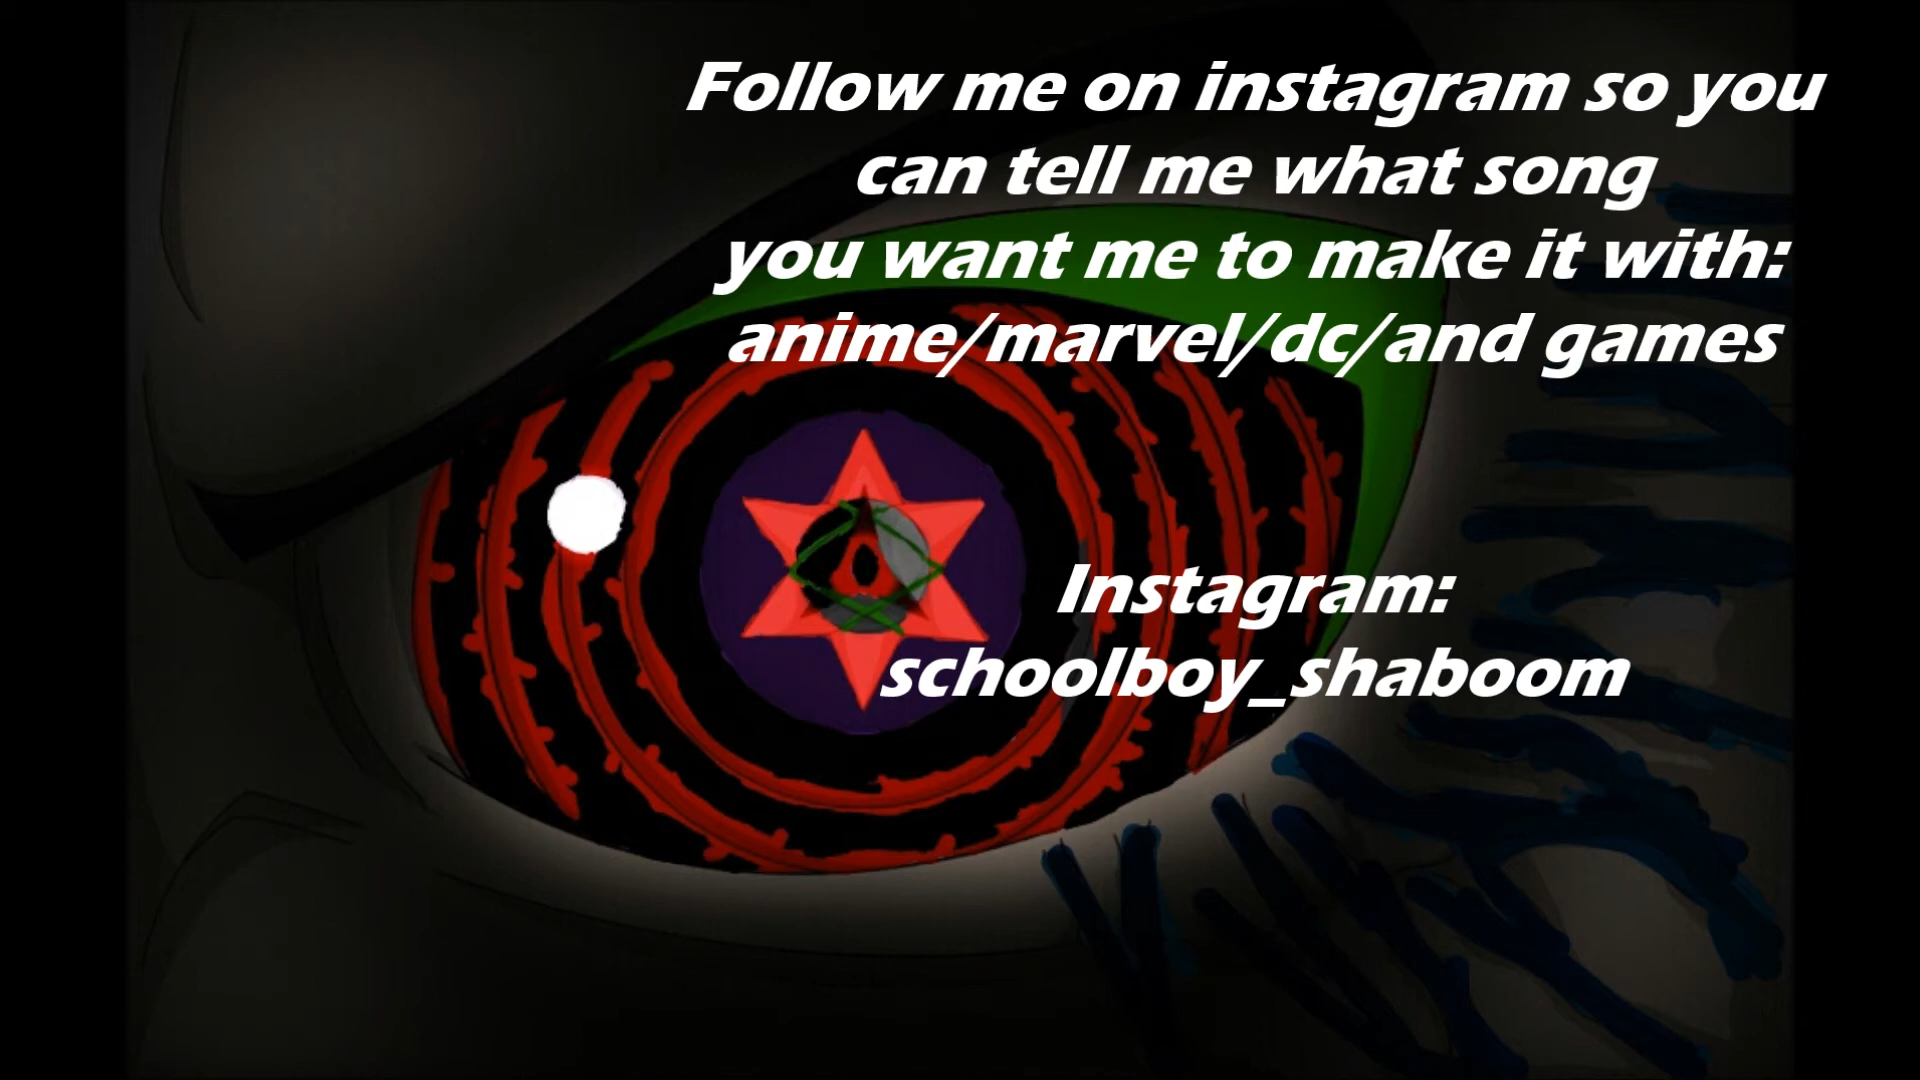 Follow me on instagram so you
can tell me what song
you want me to make it with:
anime/marvel/dc/and games
Instagram:
schoolboy_shaboom